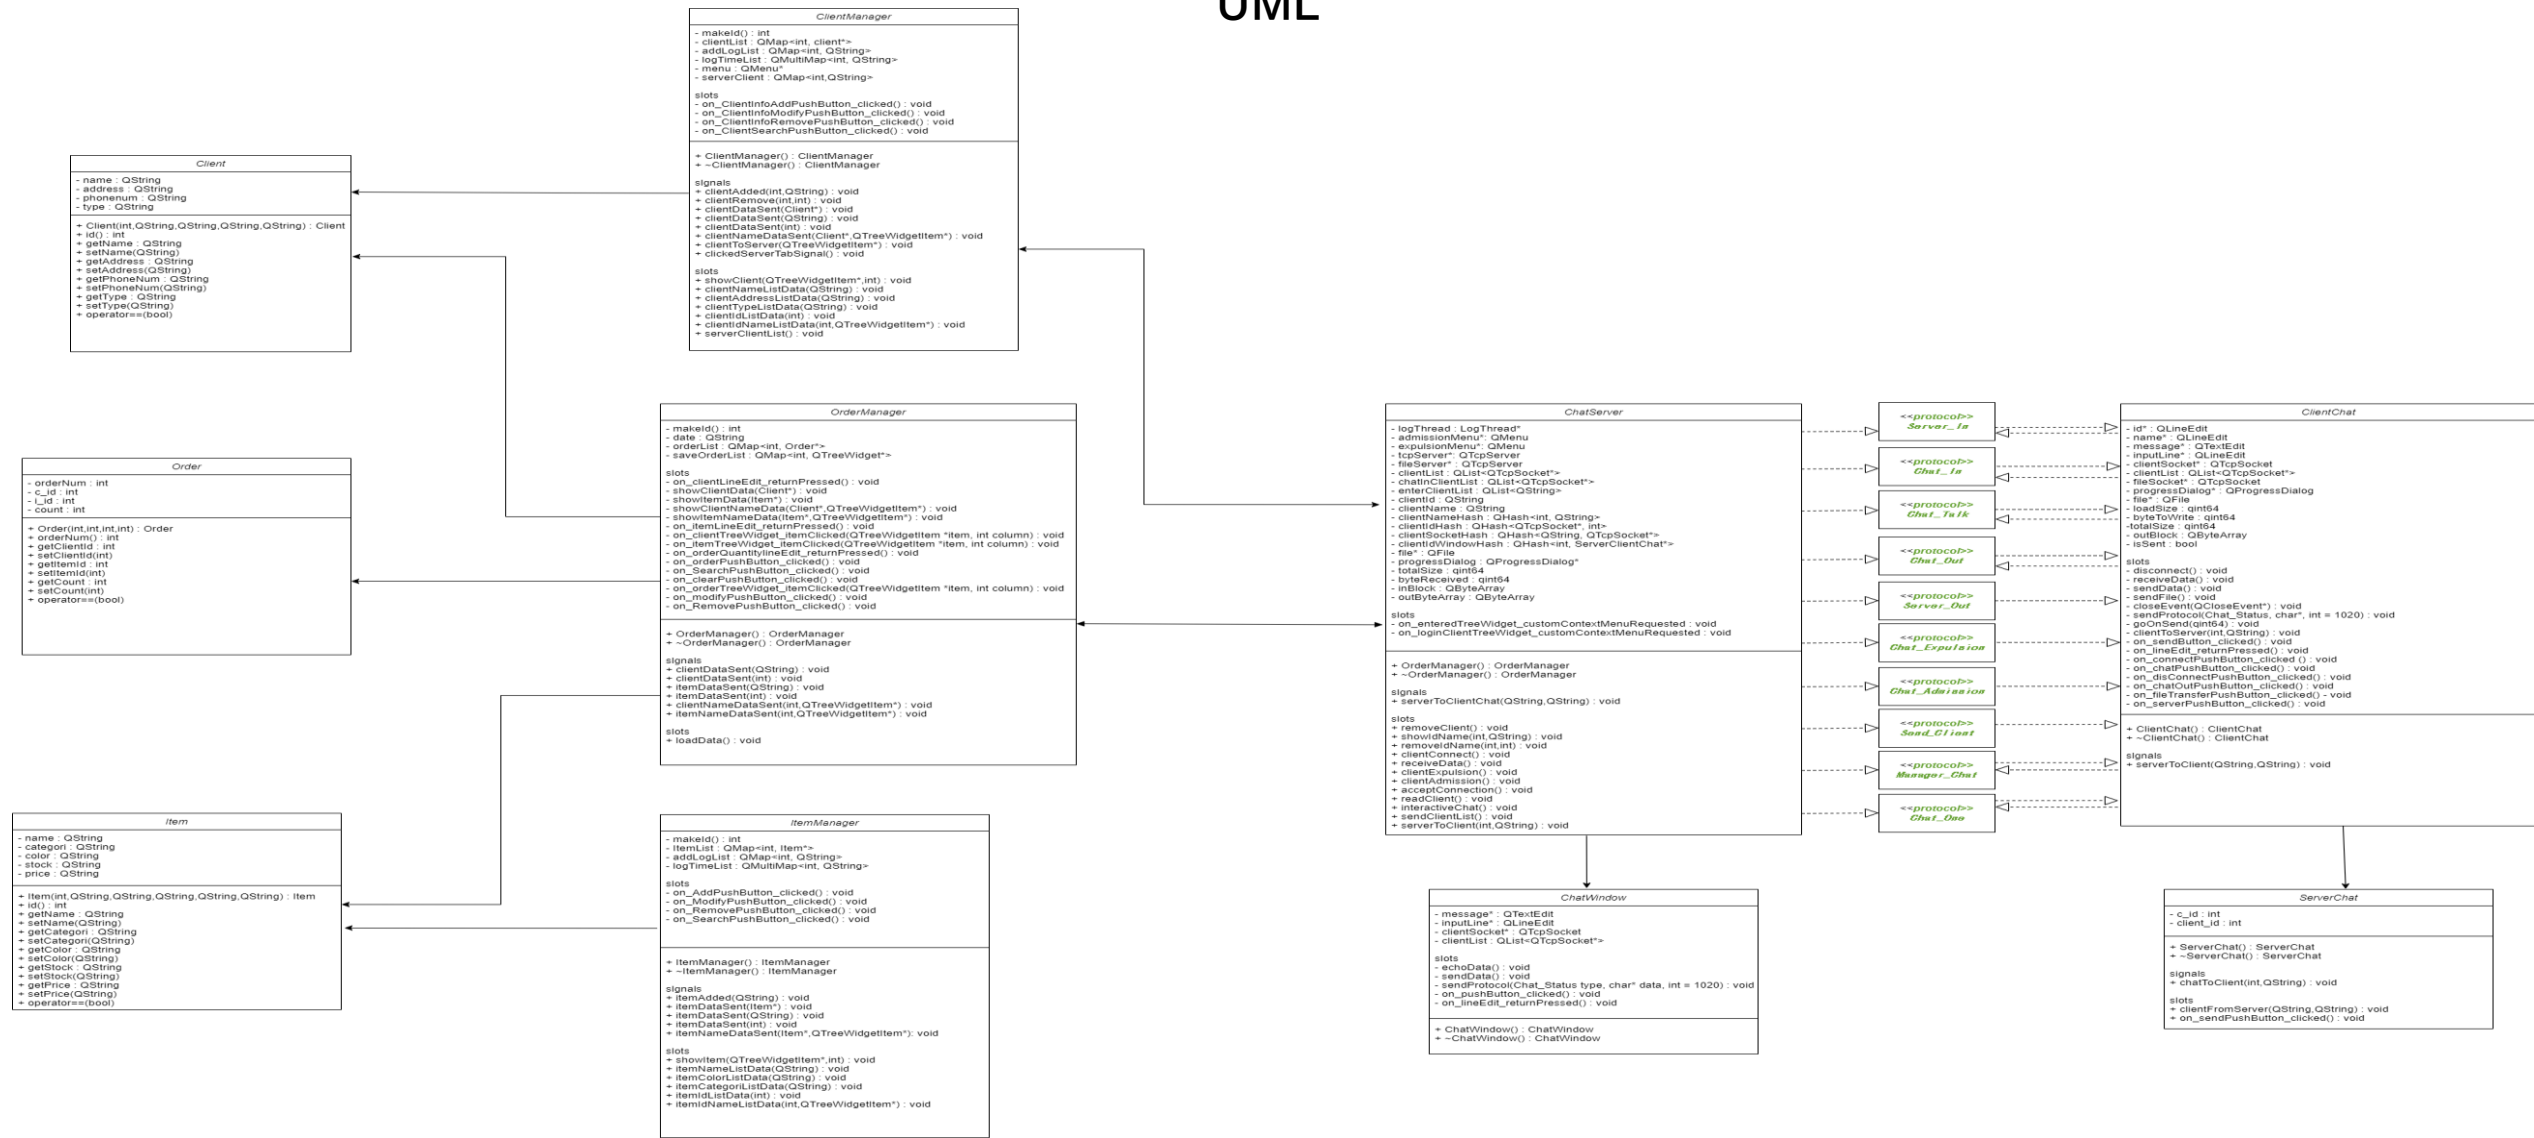 UML
ClientManager
- makeId() : int
- clientList : QMap<int, client*>
- addLogList : QMap<int, QString>
- logTimeList : QMultiMap<int, QString>
- menu : QMenu*
- serverClient : QMap<int,QString>
slots
- on_ClientInfoAddPushButton_clicked() : void
- on_ClientInfoModifyPushButton_clicked() : void
- on_ClientInfoRemovePushButton_clicked() : void
- on_ClientSearchPushButton_clicked() : void
+ ClientManager() : ClientManager
+ ~ClientManager() : ClientManager
signals
+ clientAdded(int,QString) : void
+ clientRemove(int,int) : void
+ clientDataSent(Client*) : void
+ clientDataSent(QString) : void
+ clientDataSent(int) : void
+ clientNameDataSent(Client*,QTreeWidgetItem*) : void
+ clientToServer(QTreeWidgetItem*) : void
+ clickedServerTabSignal() : void
slots
+ showClient(QTreeWidgetItem*,int) : void
+ clientNameListData(QString) : void
+ clientAddressListData(QString) : void
+ clientTypeListData(QString) : void
+ clientIdListData(int) : void
+ clientIdNameListData(int,QTreeWidgetItem*) : void
+ serverClientList() : void
Client
- name : QString
- address : QString
- phonenum : QString
- type : QString
+ Client(int,QString,QString,QString,QString) : Client
+ id() : int
+ getName : QString
+ setName(QString)
+ getAddress : QString
+ setAddress(QString)
+ getPhoneNum : QString
+ setPhoneNum(QString)
+ getType : QString
+ setType(QString)
+ operator==(bool)
Order
- orderNum : int
- c_id : int
- i_id : int
- count : int
+ Order(int,int,int,int) : Order
+ orderNum() : int
+ getClientId : int
+ setClientId(int)
+ getItemId : int
+ setItemId(int)
+ getCount : int
+ setCount(int)
+ operator==(bool)
OrderManager
- makeId() : int
- date : QString
- orderList : QMap<int, Order*>
- saveOrderList : QMap<int, QTreeWidget*>
slots
- on_clientLineEdit_returnPressed() : void
- showClientData(Client*) : void
- showItemData(Item*) : void
- showClientNameData(Client*,QTreeWidgetItem*) : void
- showItemNameData(Item*,QTreeWidgetItem*) : void
- on_itemLineEdit_returnPressed() : void
- on_clientTreeWidget_itemClicked(QTreeWidgetItem *item, int column) : void
- on_itemTreeWidget_itemClicked(QTreeWidgetItem *item, int column) : void
- on_orderQuantitylineEdit_returnPressed() : void
- on_orderPushButton_clicked() : void
- on_SearchPushButton_clicked() : void
- on_clearPushButton_clicked() : void
- on_orderTreeWidget_itemClicked(QTreeWidgetItem *item, int column) : void
- on_modifyPushButton_clicked() : void
- on_RemovePushButton_clicked() : void
+ OrderManager() : OrderManager
+ ~OrderManager() : OrderManager
signals
+ clientDataSent(QString) : void
+ clientDataSent(int) : void
+ itemDataSent(QString) : void
+ itemDataSent(int) : void
+ clientNameDataSent(int,QTreeWidgetItem*) : void
+ itemNameDataSent(int,QTreeWidgetItem*) : void
slots
+ loadData() : void
Item
- name : QString
- categori : QString
- color : QString
- stock : QString
- price : QString
+ Item(int,QString,QString,QString,QString,QString) : Item
+ id() : int
+ getName : QString
+ setName(QString)
+ getCategori : QString
+ setCategori(QString)
+ getColor : QString
+ setColor(QString)
+ getStock : QString
+ setStock(QString)
+ getPrice : QString
+ setPrice(QString)
+ operator==(bool)
ItemManager
- makeId() : int
- ItemList : QMap<int, Item*>
- addLogList : QMap<int, QString>
- logTimeList : QMultiMap<int, QString>
slots
- on_AddPushButton_clicked() : void
- on_ModifyPushButton_clicked() : void
- on_RemovePushButton_clicked() : void
- on_SearchPushButton_clicked() : void
+ ItemManager() : ItemManager
+ ~ItemManager() : ItemManager
signals
+ itemAdded(QString) : void
+ itemDataSent(Item*) : void
+ itemDataSent(QString) : void
+ itemDataSent(int) : void
+ itemNameDataSent(Item*,QTreeWidgetItem*): void
slots
+ showItem(QTreeWidgetItem*,int) : void
+ itemNameListData(QString) : void
+ itemColorListData(QString) : void
+ itemCategoriListData(QString) : void
+ itemIdListData(int) : void
+ itemIdNameListData(int,QTreeWidgetItem*) : void
ChatServer
- logThread : LogThread*
- admissionMenu*: QMenu
- expulsionMenu*: QMenu
- tcpServer*: QTcpServer
- fileServer* : QTcpServer
- clientList : QList<QTcpSocket*>
- chatInClientList : QList<QTcpSocket*>
- enterClientList : QList<QString>
- clientId : QString
- clientName : QString
- clientNameHash : QHash<int, QString>
- clientIdHash : QHash<QTcpSocket*, int>
- clientSocketHash : QHash<QString, QTcpSocket*>
- clientIdWindowHash : QHash<int, ServerClientChat*>
- file* : QFile
- progressDialog : QProgressDialog*
- totalSize : qint64
- byteReceived : qint64
- inBlock : QByteArray
- outByteArray : QByteArray
slots
- on_enteredTreeWidget_customContextMenuRequested : void
- on_loginClientTreeWidget_customContextMenuRequested : void
+ OrderManager() : OrderManager
+ ~OrderManager() : OrderManager
signals
+ serverToClientChat(QString,QString) : void
slots
+ removeClient() : void
+ showIdName(int,QString) : void
+ removeIdName(int,int) : void
+ clientConnect() : void
+ receiveData() : void
+ clientExpulsion() : void
+ clientAdmission() : void
+ acceptConnection() : void
+ readClient() : void
+ interactiveChat() : void
+ sendClientList() : void
+ serverToClient(int,QString) : void
<<protocol>>
Server_In
<<protocol>>
Chat_In
<<protocol>>
Chat_Talk
<<protocol>>
Chat_Out
<<protocol>>
Server_Out
<<protocol>>
Chat_Expulsion
<<protocol>>
Chat_Admission
<<protocol>>
Send_Client
<<protocol>>
Manager_Chat
<<protocol>>
Chat_One
ClientChat
- id* : QLineEdit
- name* : QLineEdit
- message* : QTextEdit
- inputLine* : QLineEdit
- clientSocket* : QTcpSocket
- clientList : QList<QTcpSocket*>
- fileSocket* : QTcpSocket
- progressDialog* : QProgressDialog
- file* : QFile
- loadSize : qint64
- byteToWrite : qint64
-totalSize : qint64
- outBlock : QByteArray
- isSent : bool
slots
- disconnect() : void
- receiveData() : void
- sendData() : void
- sendFile() : void
- closeEvent(QCloseEvent*) : void
- sendProtocol(Chat_Status, char*, int = 1020) : void
- goOnSend(qint64) : void
- clientToServer(int,QString) : void
- on_sendButton_clicked() : void
- on_lineEdit_returnPressed() : void
- on_connectPushButton_clicked () : void
- on_chatPushButton_clicked() : void
- on_disConnectPushButton_clicked() : void
- on_chatOutPushButton_clicked() : void
- on_fileTransferPushButton_clicked() - void
- on_serverPushButton_clicked() : void
+ ClientChat() : ClientChat
+ ~ClientChat() : ClientChat
signals
+ serverToClient(QString,QString) : void
ChatWindow
- message* : QTextEdit
- inputLine* : QLineEdit
- clientSocket* : QTcpSocket
- clientList : QList<QTcpSocket*>
slots
- echoData() : void
- sendData() : void
- sendProtocol(Chat_Status type, char* data, int = 1020) : void
- on_pushButton_clicked() : void
- on_lineEdit_returnPressed() : void
+ ChatWindow() : ChatWindow
+ ~ChatWindow() : ChatWindow
ServerChat
- c_id : int
- client_id : int
+ ServerChat() : ServerChat
+ ~ServerChat() : ServerChat
signals
+ chatToClient(int,QString) : void
slots
+ clientFromServer(QString,QString) : void
+ on_sendPushButton_clicked() : void